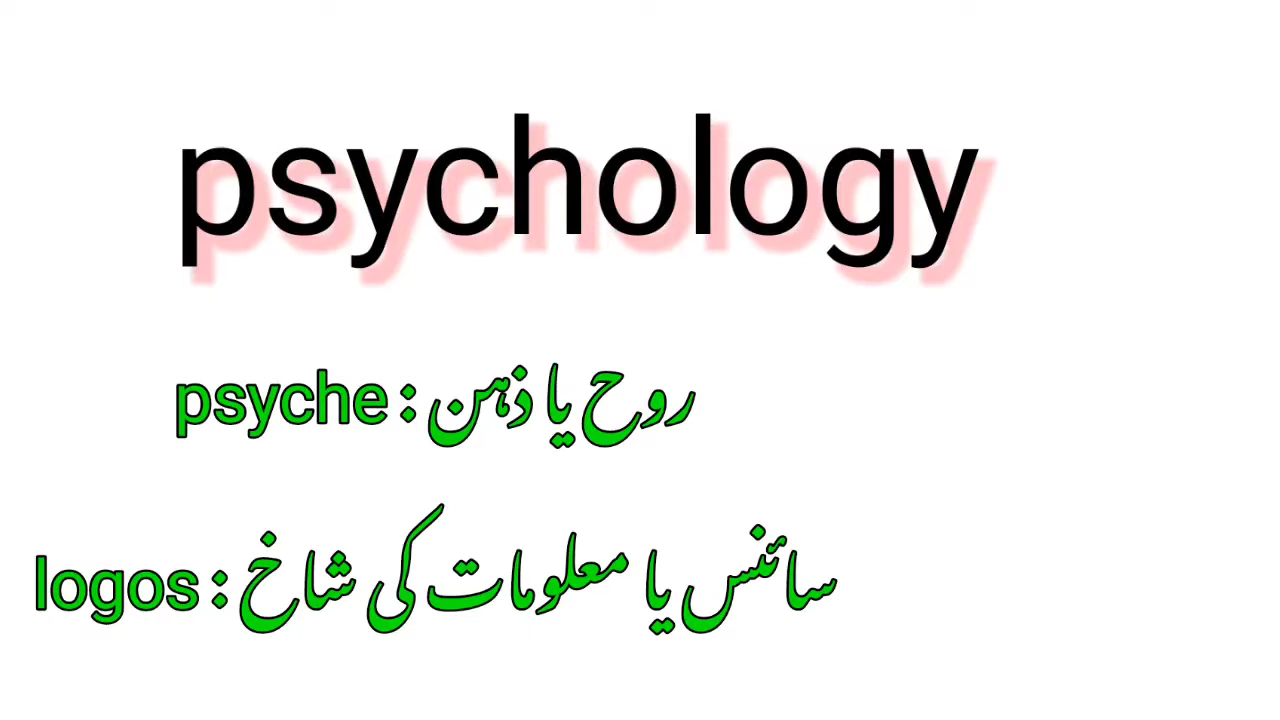 psychology
psyche : روح یا ذہن
logos : سائنس یا معلومات کی شاخ